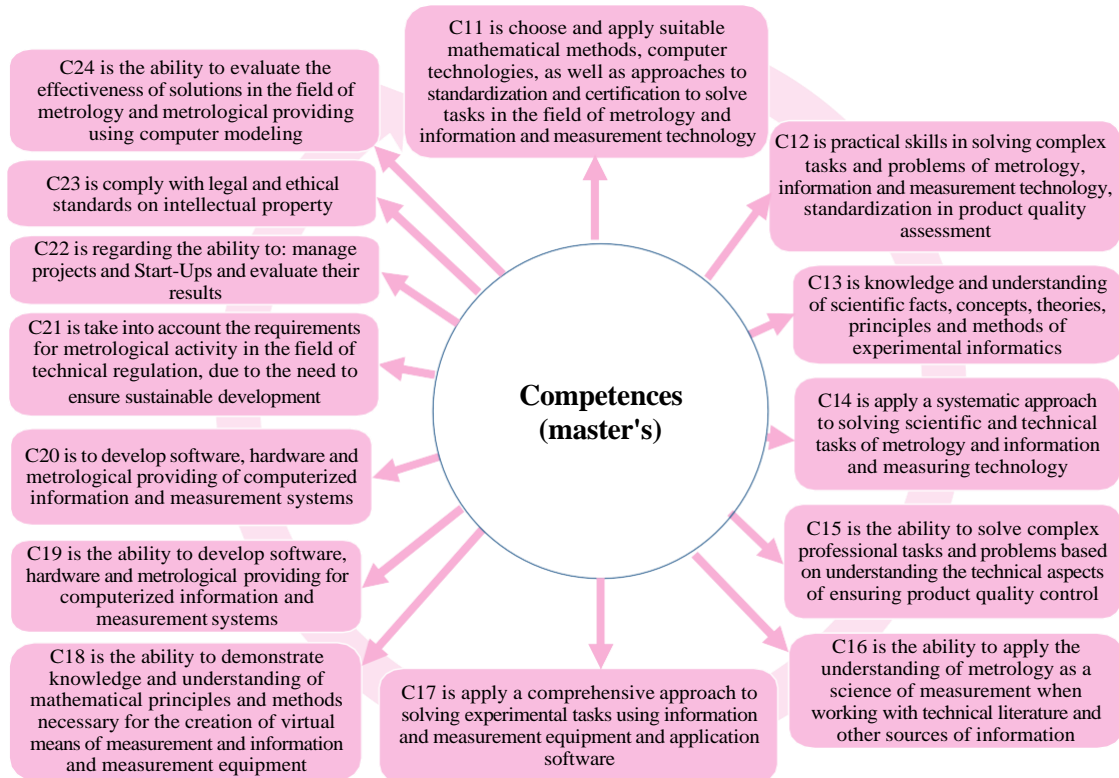 C11 is choose and apply suitable
mathematical methods, computer
technologies, as well as approaches to
standardization and certification to solve
tasks in the field of metrology and
information and measurement technology
C12 is practical skills in solving complex
tasks and problems of metrology,
information and measurement technology,
standardization in product quality
assessment
C13 is knowledge and understanding
of scientific facts, concepts, theories,
principles and methods of
experimental informatics
C14 is apply a systematic approach
to solving scientific and technical
tasks of metrology and information
and measuring technology
C15 is the ability to solve complex
professional tasks and problems based
on understanding the technical aspects
of ensuring product quality control
C16 is the ability to apply the
understanding of metrology as a
science of measurement when
working with technical literature and
other sources of information
C17 is apply a comprehensive approach to
solving experimental tasks using information
and measurement equipment and application
software
C18 is the ability to demonstrate
knowledge and understanding of
mathematical principles and methods
necessary for the creation of virtual
means of measurement and information
and measurement equipment
C19 is the ability to develop software,
hardware and metrological providing for
computerized information and
measurement systems
C20 is to develop software, hardware and
metrological providing of computerized
information and measurement systems
C21 is take into account the requirements
for metrological activity in the field of
technical regulation, due to the need to
ensure sustainable development
C22 is regarding the ability to: manage
projects and Start-Ups and evaluate their
results
C23 is comply with legal and ethical
standards on intellectual property
C24 is the ability to evaluate the
effectiveness of solutions in the field of
metrology and metrological providing
using computer modeling
Competences
(master's)